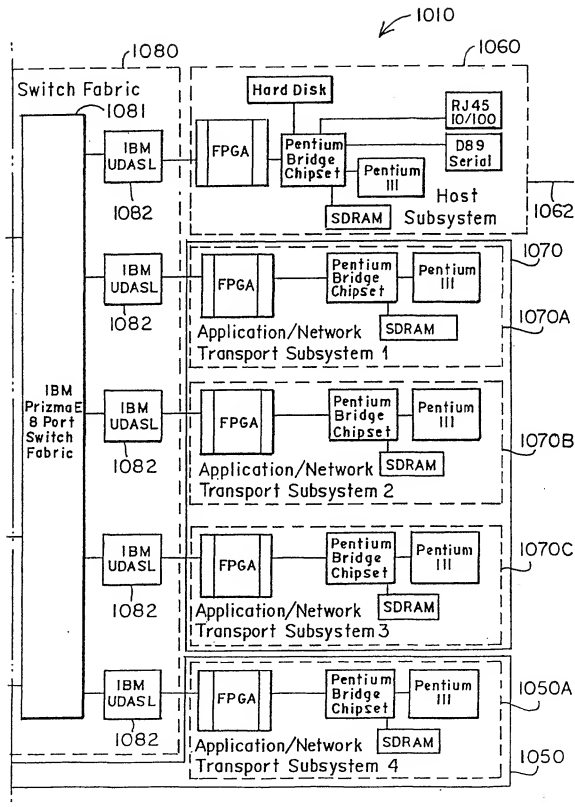 1010
1080
1060
Switch Fabric
1081
Hard Disk
RJ45
10/100
IBM
UDASL
FPGA
Pentium
Bridge
Chipset
D89
Serial
Pentium
III
1082
SDRAM
Host
Subsystem
1062
1070
IBM
UDASL
FPGA
Pentium
Bridge
Chipset
Pentium
III
1082
SDRAM
1070A
Application/Network
Transport Subsystem 1
IBM
PrizmaE
8 Port
Switch
Fabric
IBM
UDASL
FPGA
Pentium
Bridge
Chipset
Pentium
III
1070B
1082
SDRAM
Application/Network
Transport Subsystem 2
IBM
UDASL
FPGA
Pentium
Bridge
Chipset
Pentium
III
1070C
1082
SDRAM
Application/Network
Transport Subsystem 3
IBM
UDASL
FPGA
Pentium
Bridge
Chipset
Pentium
III
1050A
1082
SDRAM
Application/Network
Transport Subsystem 4
1050